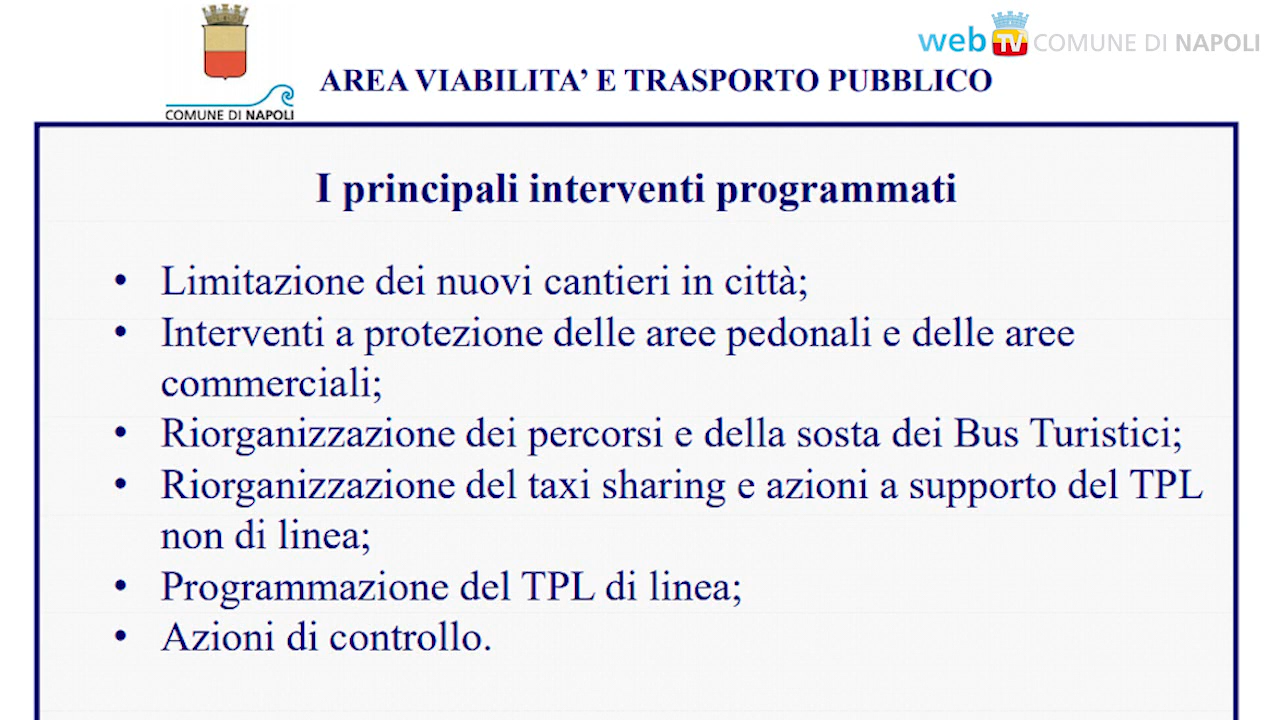 web TV COMUNE DI NAPOLI
COMUNE DI NAPOLI
AREA VIABILITA’ E TRASPORTO PUBBLICO
I principali interventi programmati
• Limitazione dei nuovi cantieri in città;
• Interventi a protezione delle aree pedonali e delle aree
commerciali;
• Riorganizzazione dei percorsi e della sosta dei Bus Turistici;
• Riorganizzazione del taxi sharing e azioni a supporto del TPL
non di linea;
• Programmazione del TPL di linea;
• Azioni di controllo.